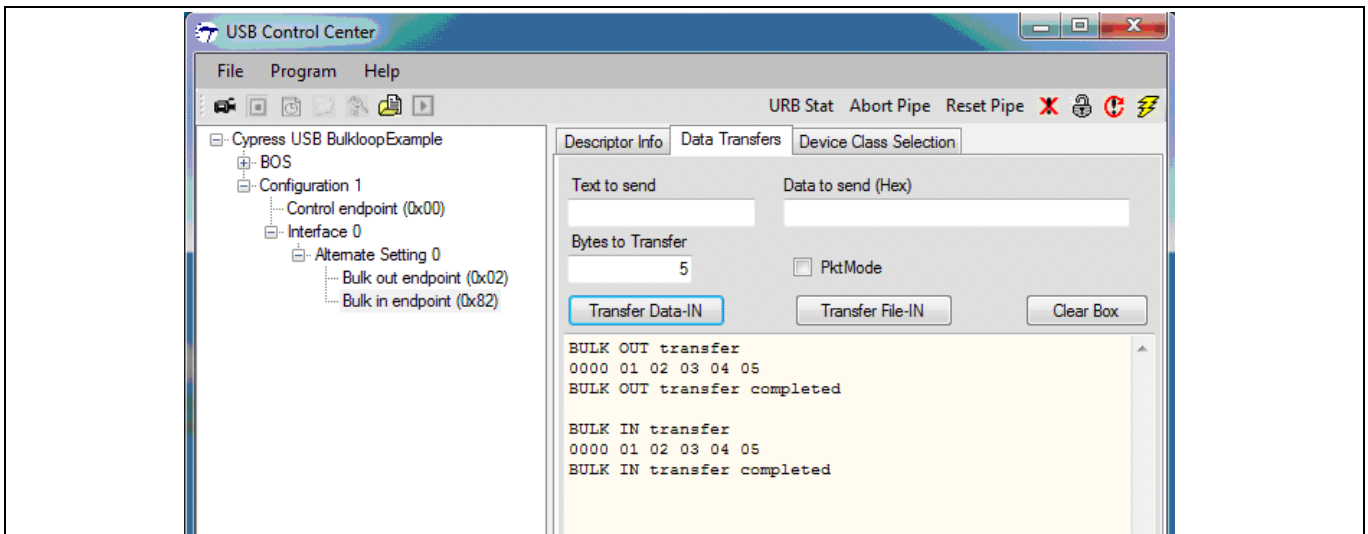 USB Control Center
File Program Help
URB Stat Abort Pipe Reset Pipe
Cypress USB BulkloopExample
BOS
Configuration 1
Control endpoint (0x00)
Interface 0
Alternate Setting 0
Bulk out endpoint (0x02)
Bulk in endpoint (0x82)
Descriptor Info Data Transfers Device Class Selection
Text to send Data to send (Hex)
Bytes to Transfer
5 PktMode
Transfer Data-IN Transfer File-IN Clear Box
BULK OUT transfer
0000 01 02 03 04 05
BULK OUT transfer completed
BULK IN transfer
0000 01 02 03 04 05
BULK IN transfer completed